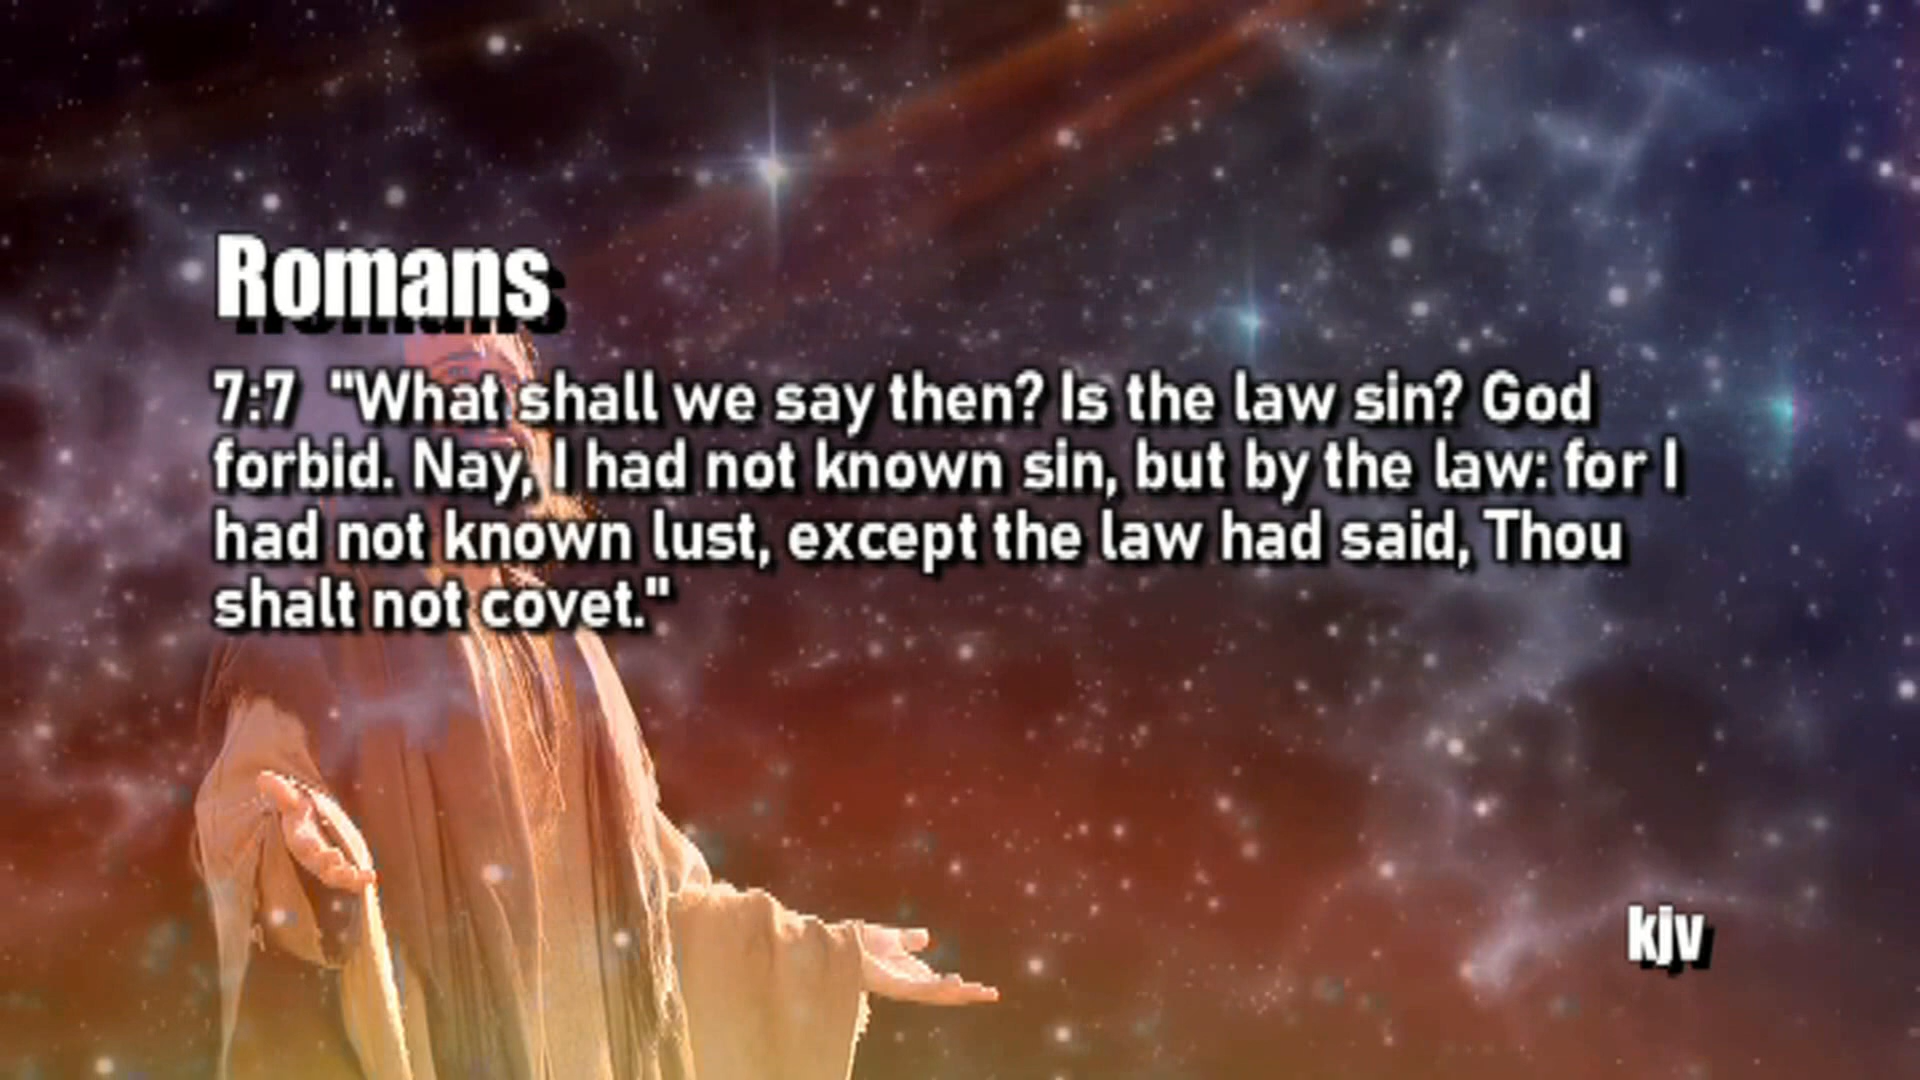 Romans
7:7 "What shall we say then? Is the law sin? God
forbid. Nay, I had not known sin, but by the law: for I
had not known lust, except the law had said, Thou
shalt not covet."
kjv